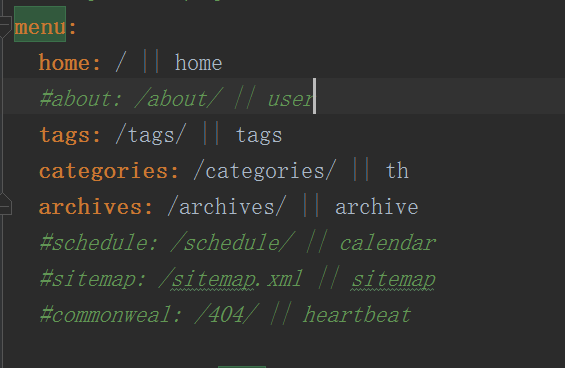 menu:
home: / || home
#about: /about/ || user
tags: /tags/ || tags
categories: /categories/ || th
archives: /archives/ || archive
#schedule: /schedule/ || calendar
#sitemap: /sitemap.xml || sitemap
#commonweal: /404/ || heartbeat